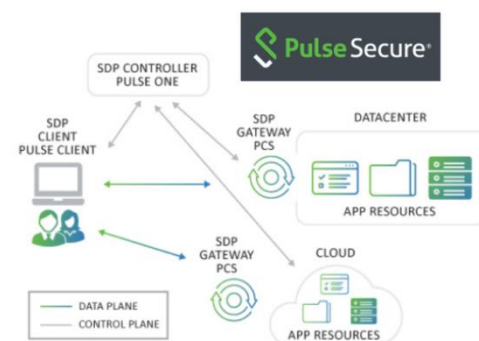 Pulse Secure®
SDP CONTROLLER
PULSE ONE
SDP
CLIENT
PULSE CLIENT
SDP
GATEWAY
PCS
DATACENTER
APP RESOURCES
SDP
GATEWAY
PCS
CLOUD
APP RESOURCES
DATA PLANE
CONTROL PLANE